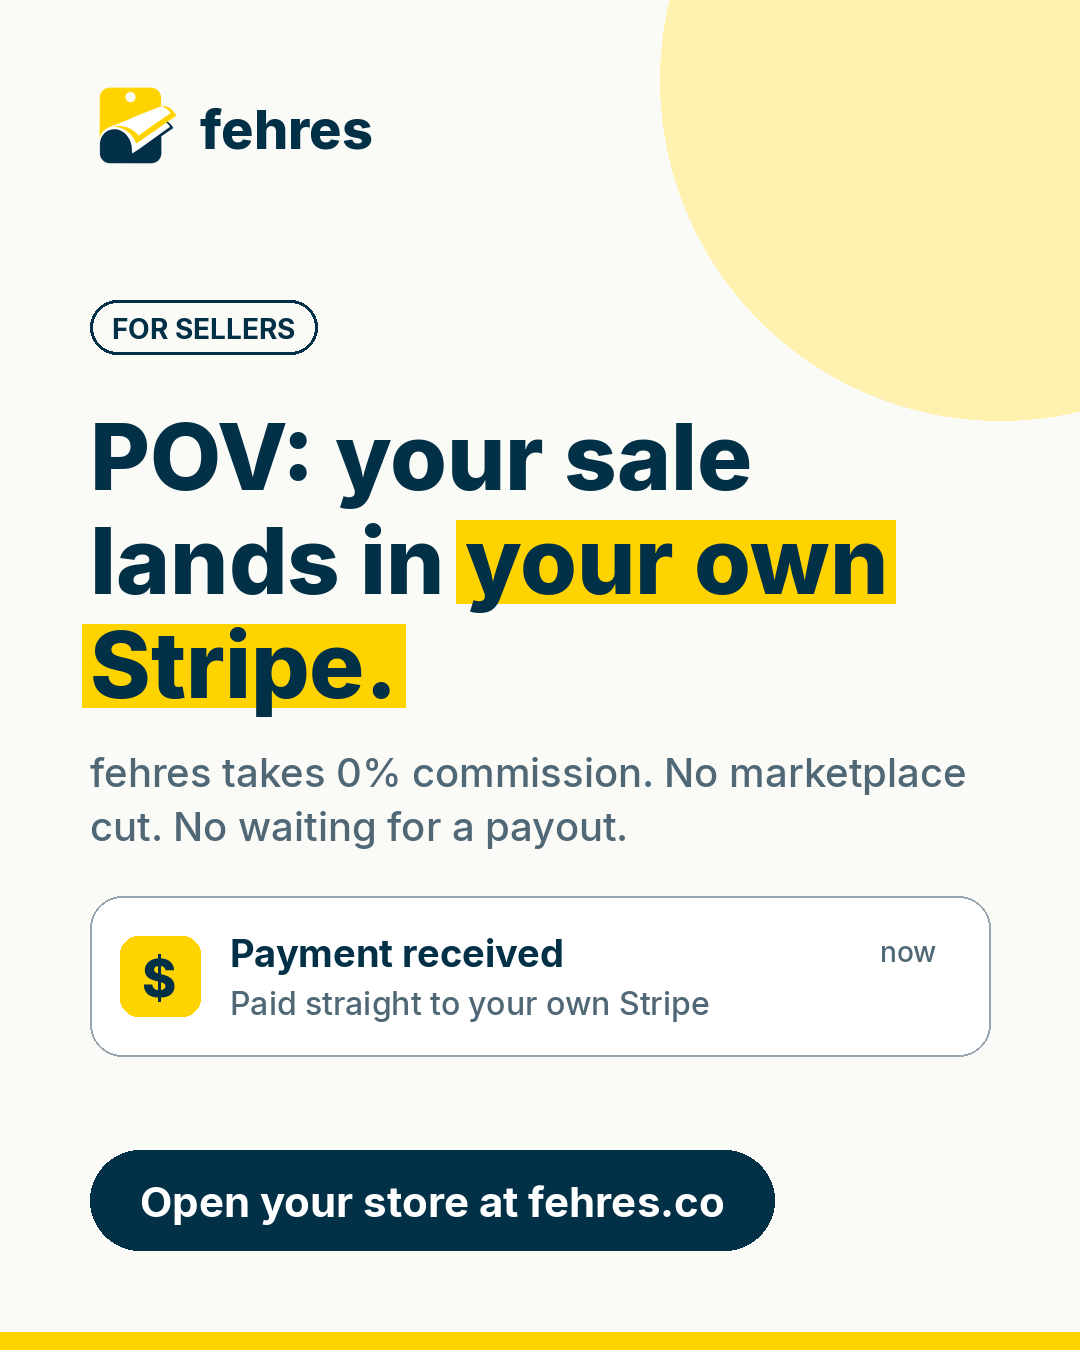 fehres
FOR SELLERS
POV: your sale
lands in your own
Stripe.
fehres takes 0% commission. No marketplace
cut. No waiting for a payout.
$
Payment received
now
Paid straight to your own Stripe
Open your store at fehres.co